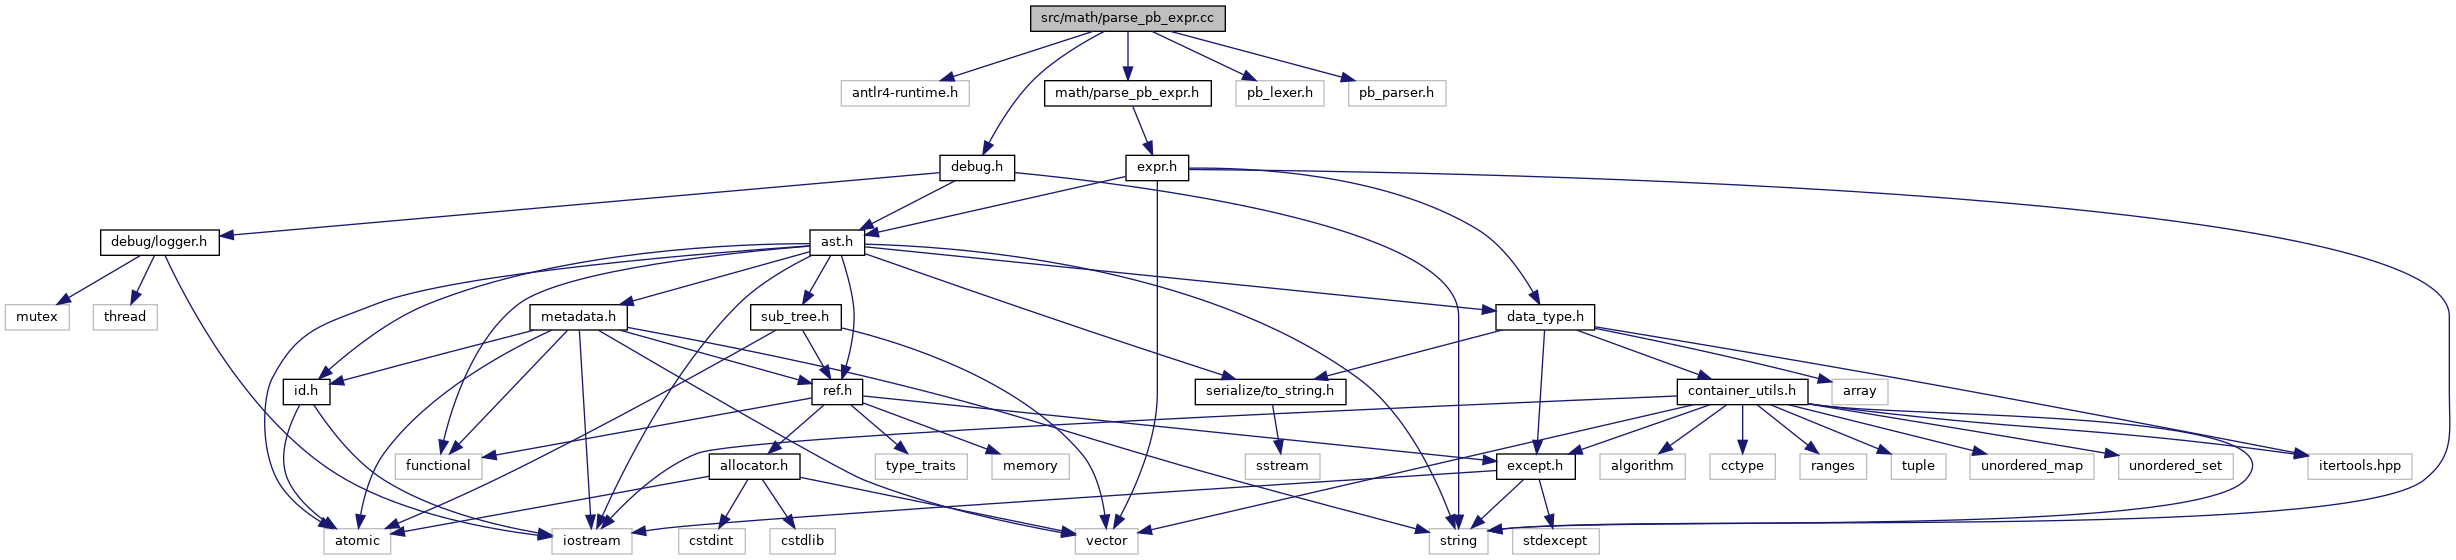 src/math/parse_pb_expr.cc
antlr4-runtime.h
math/parse_pb_expr.h
pb_lexer.h
pb_parser.h
debug.h
expr.h
debug/logger.h
ast.h
mutex
thread
metadata.h
sub_tree.h
data_type.h
id.h
ref.h
serialize/to_string.h
container_utils.h
array
functional
allocator.h
type_traits
memory
sstream
except.h
algorithm
cctype
ranges
tuple
unordered_map
unordered_set
itertools.hpp
atomic
iostream
cstdint
cstdlib
vector
string
stdexcept